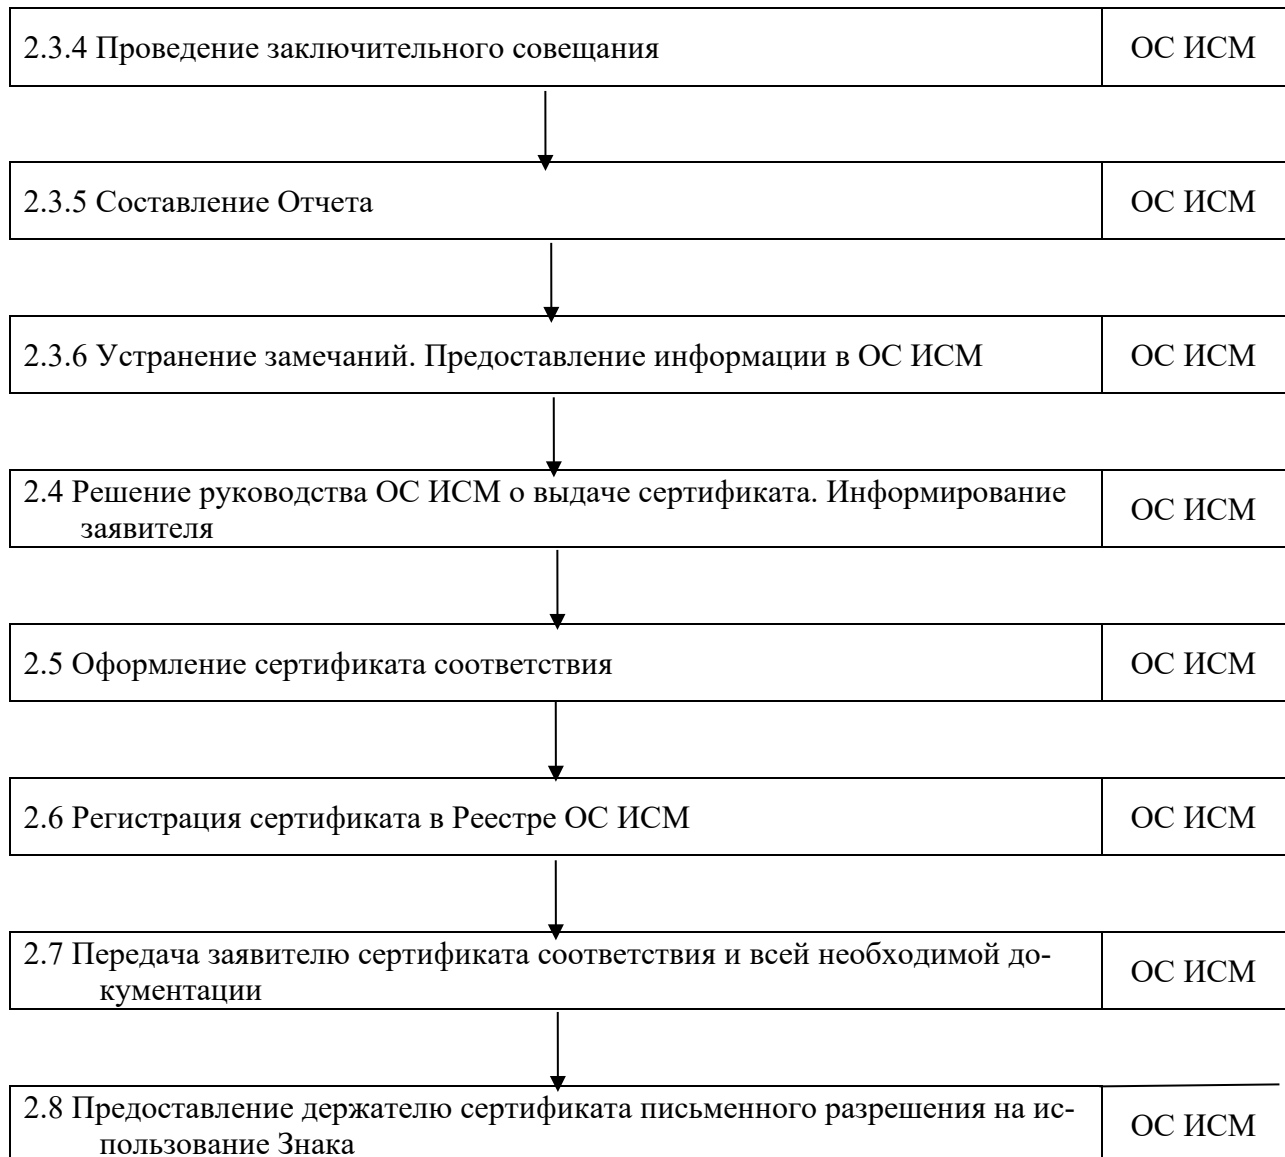 2.3.4 Проведение заключительного совещания ОС ИСМ
2.3.5 Составление Отчета ОС ИСМ
2.3.6 Устранение замечаний. Предоставление информации в ОС ИСМ ОС ИСМ
2.4 Решение руководства ОС ИСМ о выдаче сертификата. Информирование
заявителя
ОС ИСМ
2.5 Оформление сертификата соответствия ОС ИСМ
2.6 Регистрация сертификата в Реестре ОС ИСМ ОС ИСМ
2.7 Передача заявителю сертификата соответствия и всей необходимой до-
кументации
ОС ИСМ
2.8 Предоставление держателю сертификата письменного разрешения на ис-
пользование Знака
ОС ИСМ